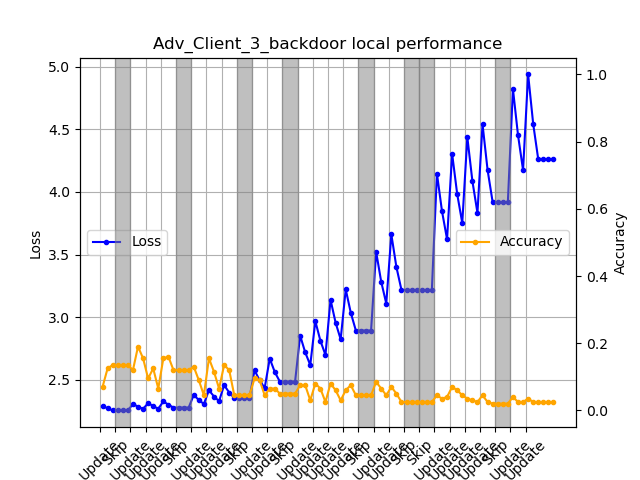 Adv_Client_3_backdoor local performance
5.0
4.5
4.0
3.5
3.0
2.5
Loss
1.0
0.8
0.6
0.4
0.2
0.0
Accuracy
Loss
Accuracy
Update
Skip
Update
Update
Skip
Update
Update
Skip
Update
Update
Update
Update
Skip
Update
Skip
Skip
Update
Update
Update
Skip
Update
Update